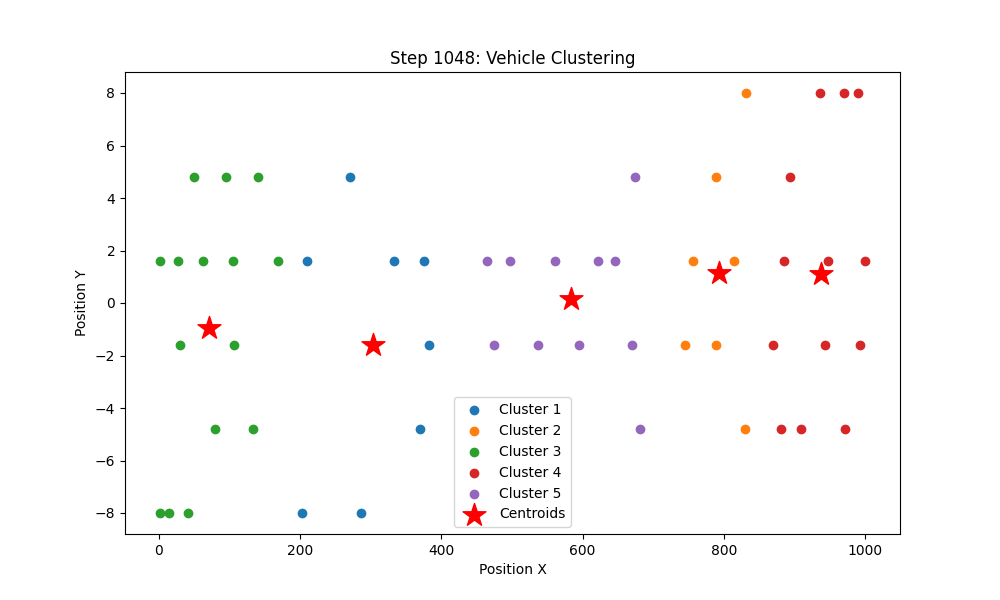 Step 1048: Vehicle Clustering
Position Y
8
6
4
2
0
−2
−4
−6
−8
Cluster 1
Cluster 2
Cluster 3
Cluster 4
Cluster 5
Centroids
0 200 400 600 800 1000
Position X